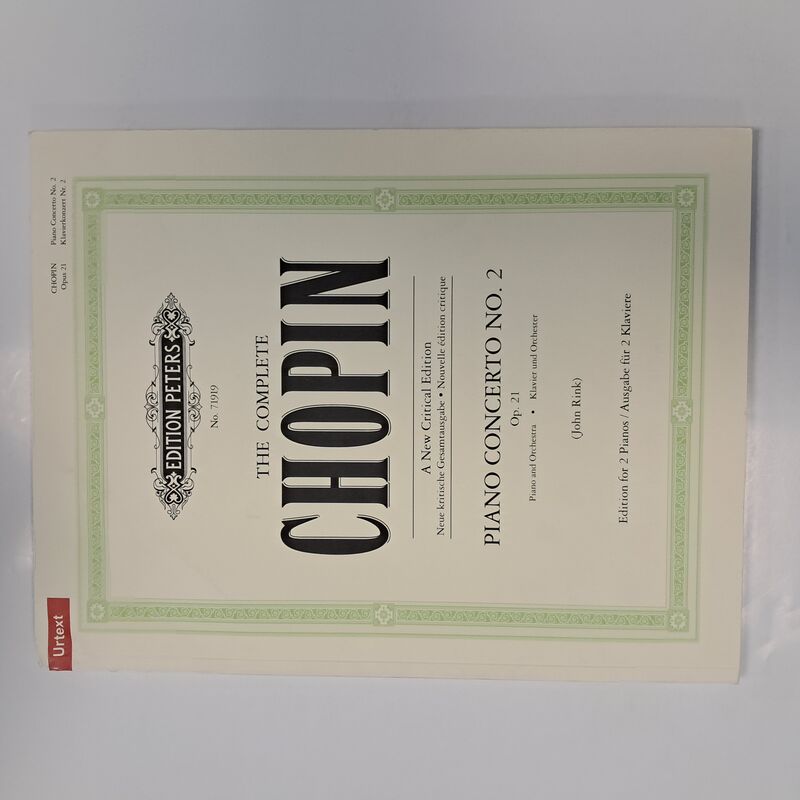 Urtext
CHOPIN Piano Concerto No. 2
Opus 21 Klavierkonzert Nr. 2
EDITION PETERS
No. 71919
THE COMPLETE
CHOPIN
A New Critical Edition
Neue kritische Gesamtausgabe • Nouvelle édition critique
PIANO CONCERTO NO. 2
Op. 21
Piano and Orchestra • Klavier und Orchester
(John Rink)
Edition for 2 Pianos / Ausgabe für 2 Klaviere